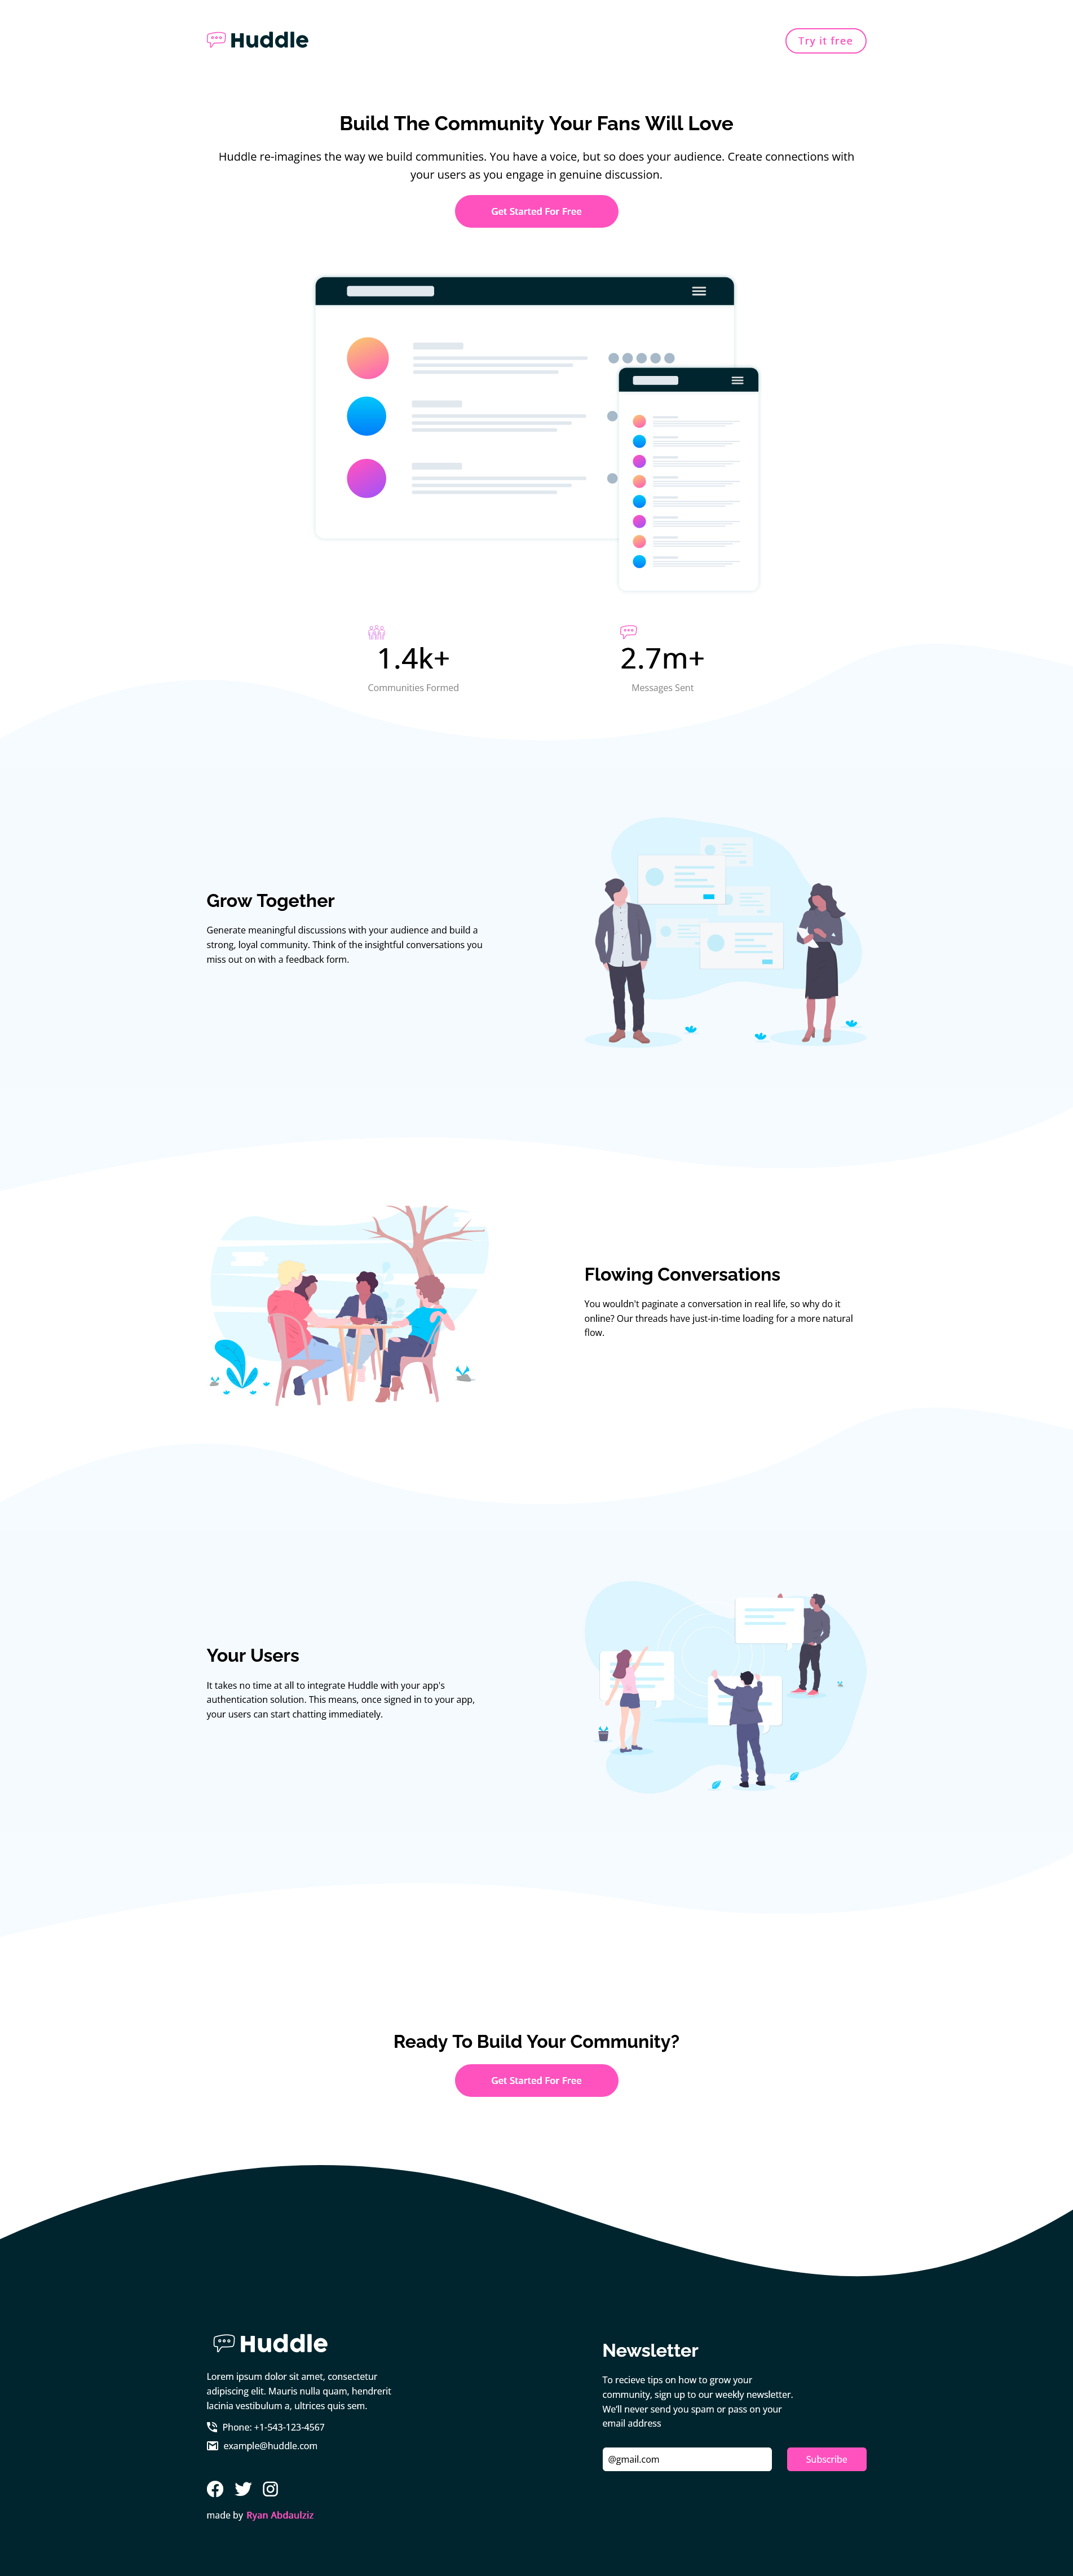 Huddle
Try it free
Build The Community Your Fans Will Love
Huddle re-imagines the way we build communities. You have a voice, but so does your audience. Create connections with
your users as you engage in genuine discussion.
Get Started For Free
1.4k+
Communities Formed
2.7m+
Messages Sent
Grow Together
Generate meaningful discussions with your audience and build a
strong, loyal community. Think of the insightful conversations you
miss out on with a feedback form.
Flowing Conversations
You wouldn't paginate a conversation in real life, so why do it
online? Our threads have just-in-time loading for a more natural
flow.
Your Users
It takes no time at all to integrate Huddle with your app's
authentication solution. This means, once signed in to your app,
your users can start chatting immediately.
Ready To Build Your Community?
Get Started For Free
Huddle
Lorem ipsum dolor sit amet, consectetur
adipiscing elit. Mauris nulla quam, hendrerit
lacinia vestibulum a, ultrices quis sem.
Phone: +1-543-123-4567
example@huddle.com
made by Ryan Abdaulziz
Newsletter
To recieve tips on how to grow your
community, sign up to our weekly newsletter.
We'll never send you spam or pass on your
email address
@gmail.com
Subscribe